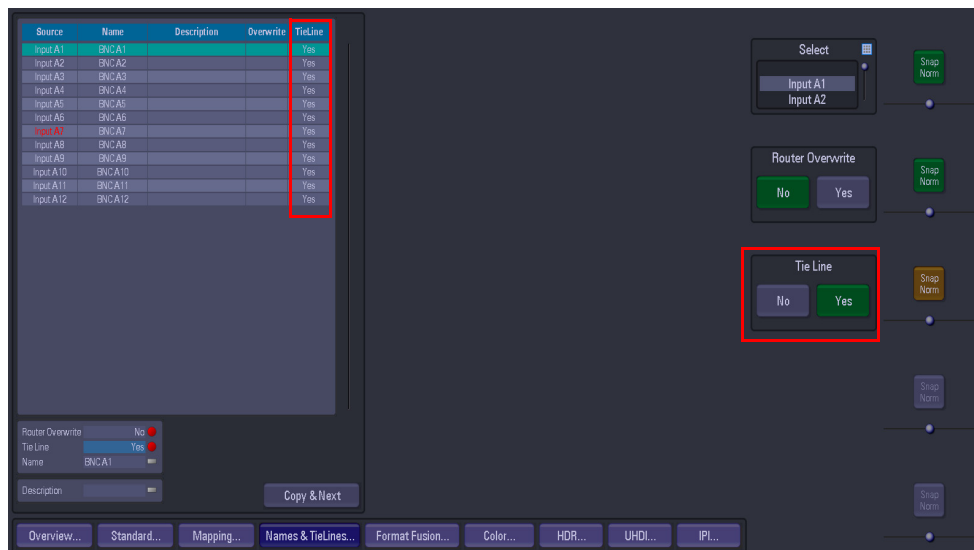 Source Name Description Overwrite TieLine
Input A1 BNC A1 Yes
Input A2 BNC A2 Yes
Input A3 BNC A3 Yes
Input A4 BNC A4 Yes
Input A5 BNC A5 Yes
Input A6 BNC A6 Yes
Input A7 BNC A7 Yes
Input A8 BNC A8 Yes
Input A9 BNC A9 Yes
Input A10 BNC A10 Yes
Input A11 BNC A11 Yes
Input A12 BNC A12 Yes
Router Overwrite No
Tie Line Yes
Name BNC A1
Description
Copy & Next
Select
Input A1
Input A2
Snap
Norm
Router Overwrite
No Yes
Snap
Norm
Tie Line
No Yes
Snap
Norm
Snap
Norm
Snap
Norm
Overview... Standard... Mapping... Names & TieLines... Format Fusion... Color... HDR... UHDI... IPI...